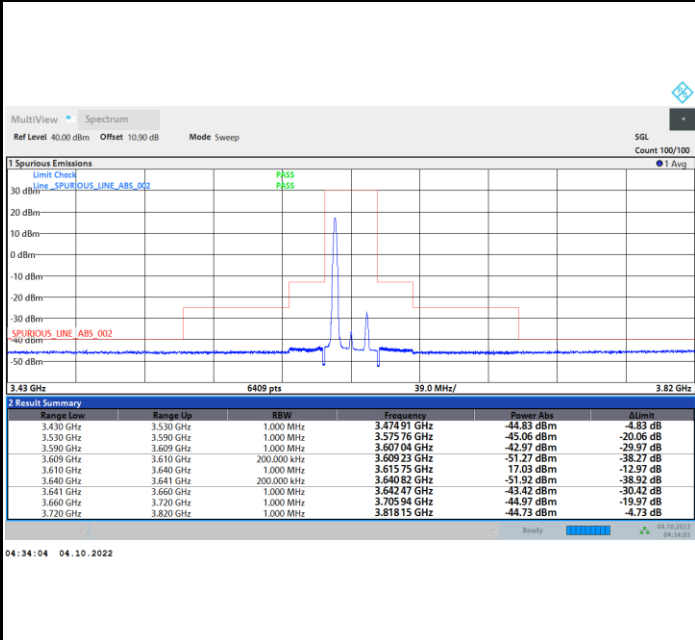 MultiView Spectrum
Ref Level 40.00 dBm Offset 10.90 dB Mode Sweep SGL
Count 100/100
1 Spurious Emissions 1 Avg
Limit Check PASS
Line _SPURIOUS_LINE_ABS_002 PASS
30 dBm
20 dBm
10 dBm
0 dBm
-10 dBm
-20 dBm
-30 dBm
_SPURIOUS_LINE_ABS_002
-40 dBm
-50 dBm
3.43 GHz 6409 pts 39.0 MHz/ 3.82 GHz
2 Result Summary
Range Low Range Up RBW Frequency Power Abs ΔLimit
3.430 GHz 3.530 GHz 1.000 MHz 3.474 91 GHz -44.83 dBm -4.83 dB
3.530 GHz 3.590 GHz 1.000 MHz 3.575 76 GHz -45.06 dBm -20.06 dB
3.590 GHz 3.609 GHz 1.000 MHz 3.607 04 GHz -42.97 dBm -29.97 dB
3.609 GHz 3.610 GHz 200.000 kHz 3.609 23 GHz -51.27 dBm -38.27 dB
3.610 GHz 3.640 GHz 1.000 MHz 3.615 75 GHz 17.03 dBm -12.97 dB
3.640 GHz 3.641 GHz 200.000 kHz 3.640 82 GHz -51.92 dBm -38.92 dB
3.641 GHz 3.660 GHz 1.000 MHz 3.642 47 GHz -43.42 dBm -30.42 dB
3.660 GHz 3.720 GHz 1.000 MHz 3.705 94 GHz -44.97 dBm -19.97 dB
3.720 GHz 3.820 GHz 1.000 MHz 3.818 15 GHz -44.73 dBm -4.73 dB
Ready 04.10.2022
04:34:03
04:34:04 04.10.2022